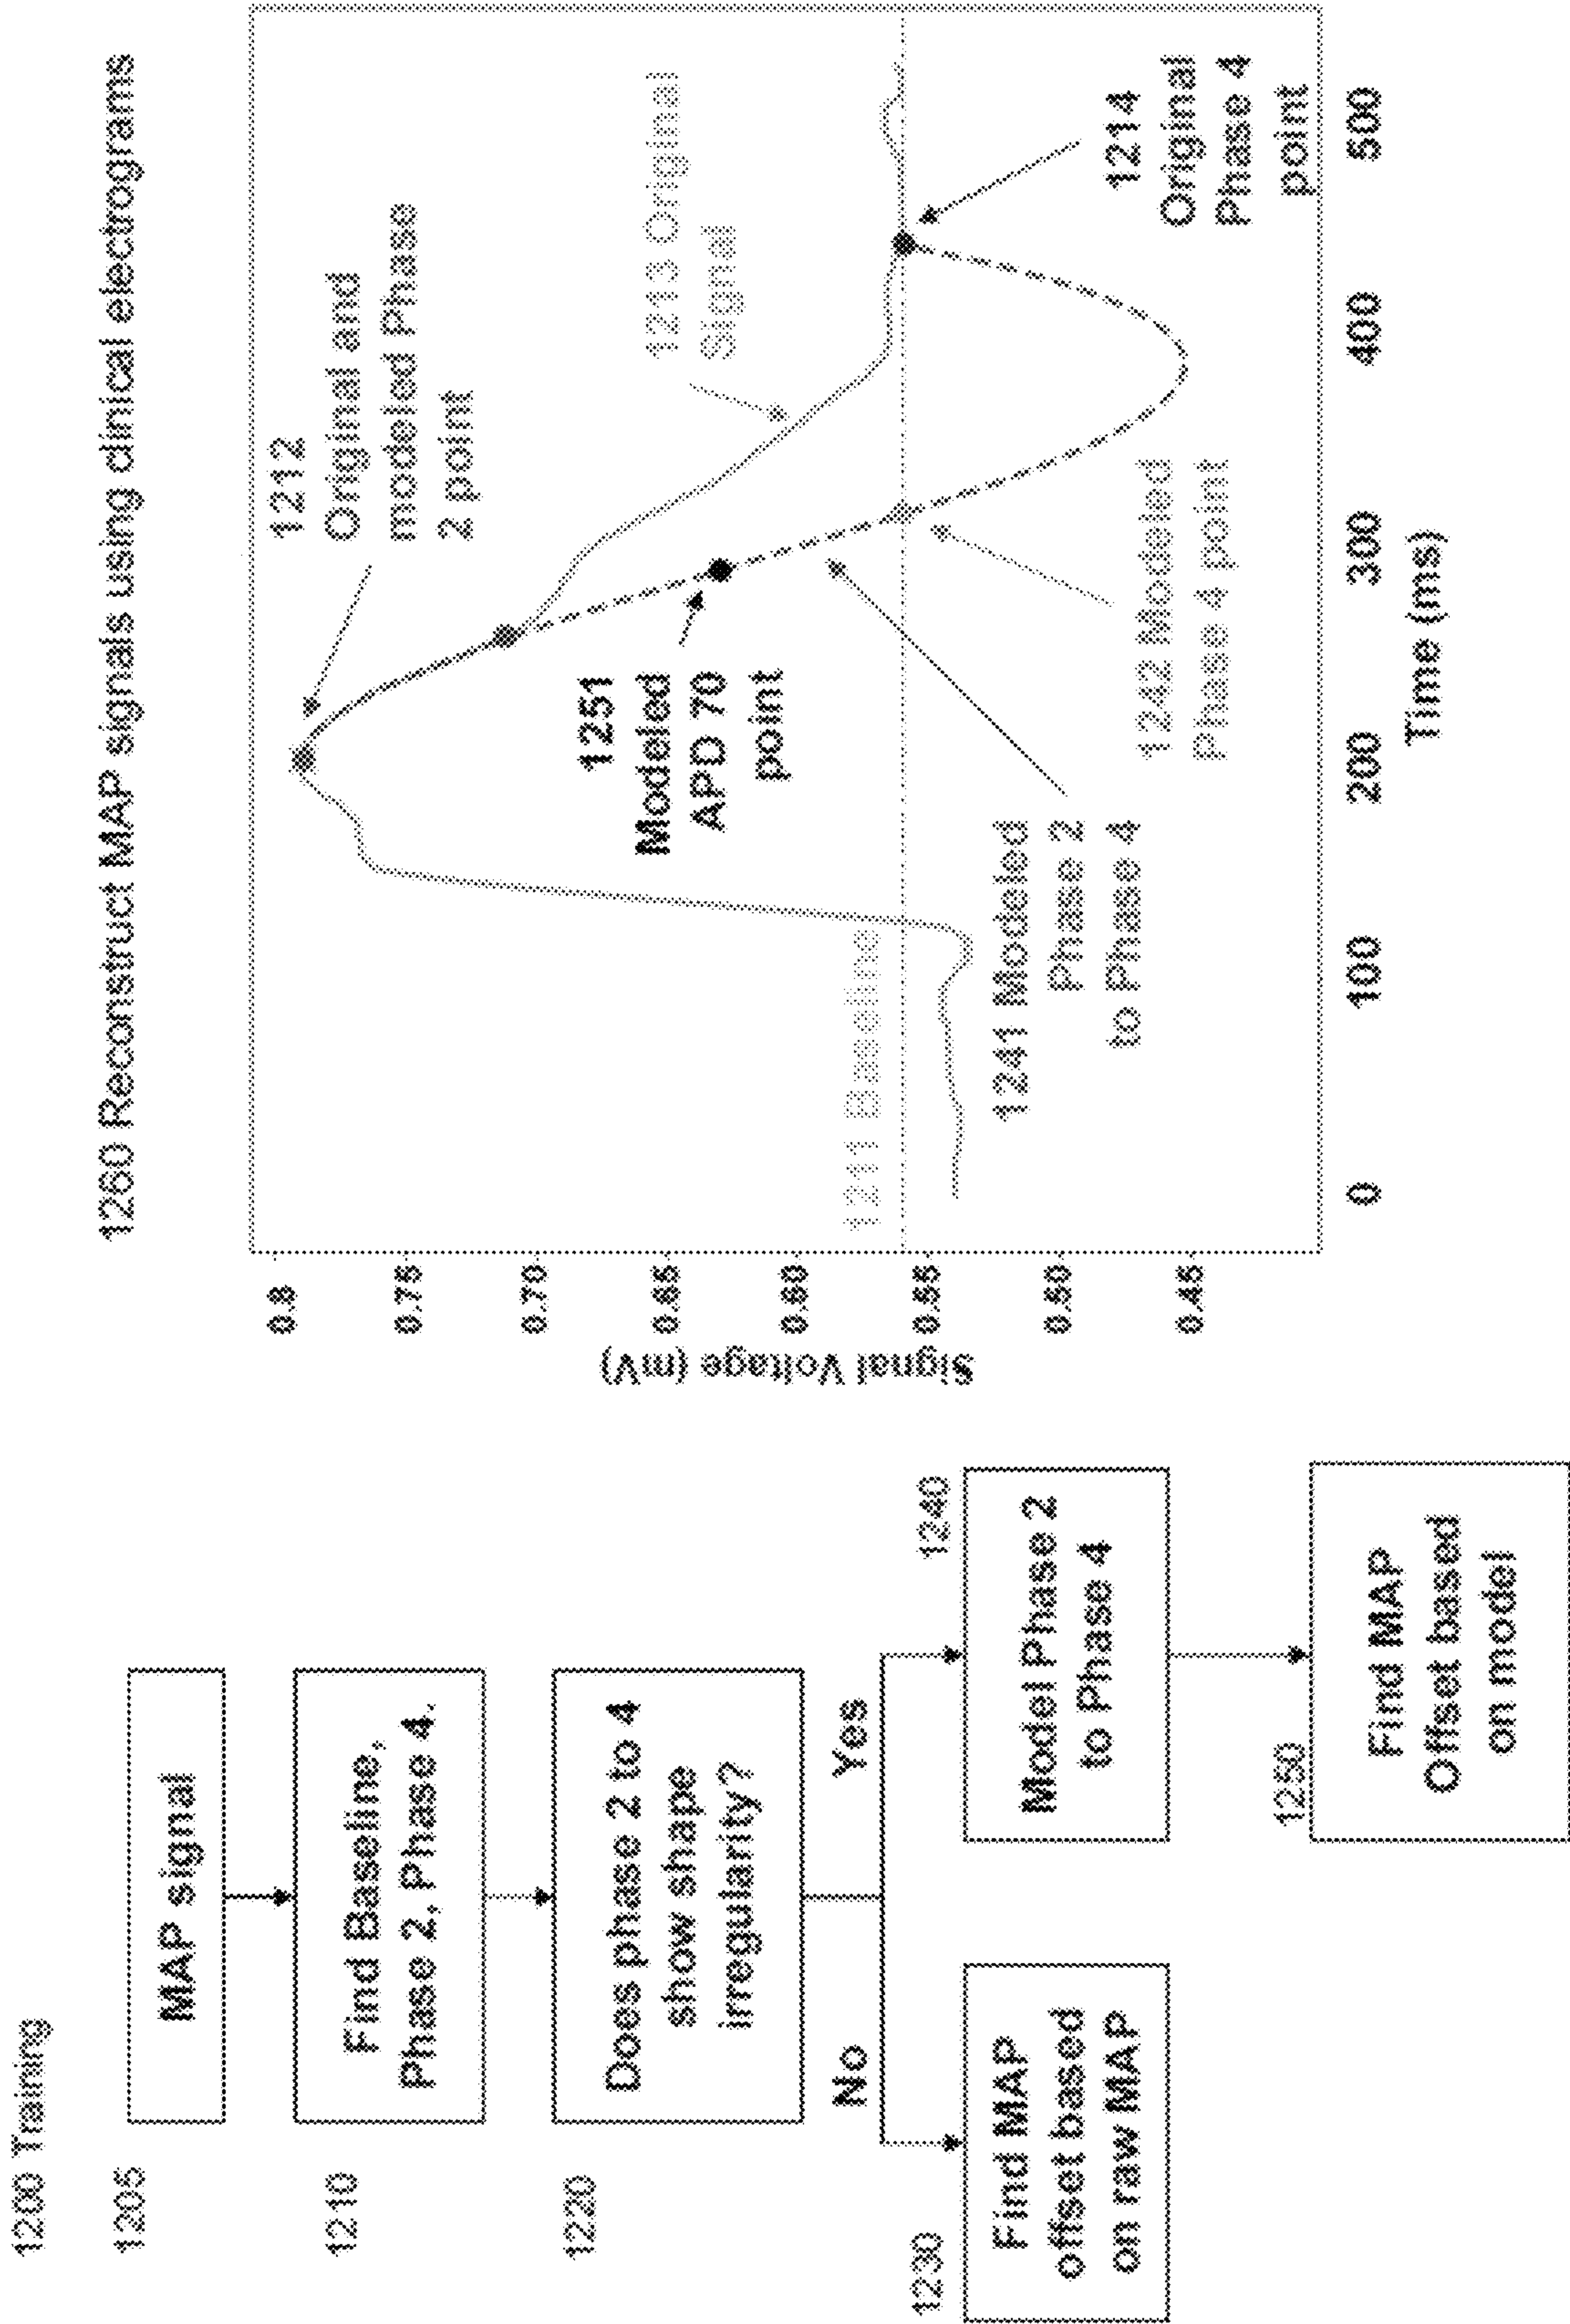 1200 Training
1205
MAP signal
1210
Find Baseline,
Phase 2, Phase 4.
1220
Does phase 2 to 4
show shape
irregularity?
No
Yes
1230
Find MAP
offset based
on raw MAP
1240
Model Phase 2
to Phase 4
1250
Find MAP
Offset based
on model
1260 Reconstruct MAP signals using clinical electrograms
Signal Voltage (mV)
0.8
0.75
0.70
0.65
0.60
0.55
0.50
0.45
1212
Original and
modeled Phase
2 point
1213 Original
Signal
1251
Modeled
APD 70
point
1211 Baseline
1241 Modeled
Phase 2
to Phase 4
1242 Modeled
Phase 4 point
1214
Original
Phase 4
point
0
100
200
300
400
500
Time (ms)